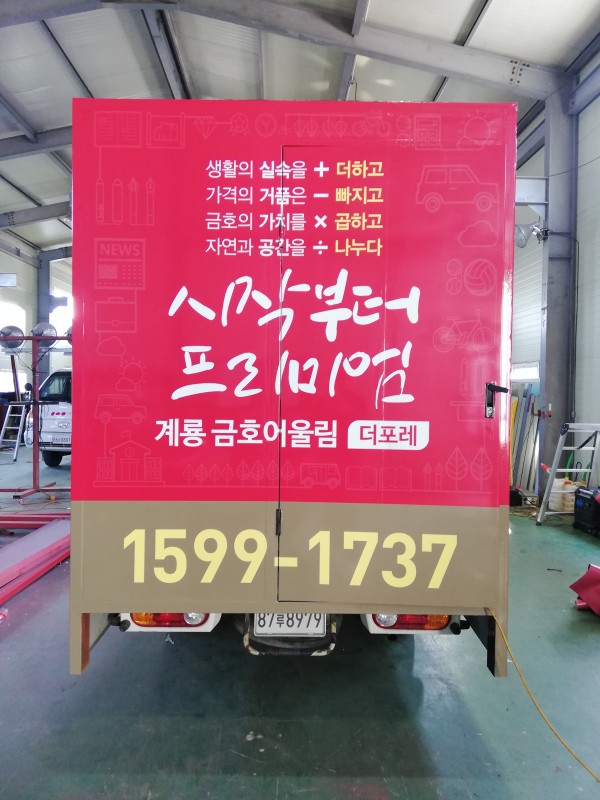 생활의 실속을 + 더하고
가격의 거품은 − 빠지고
금호의 가치를 × 곱하고
자연과 공간을 ÷ 나누다
NEWS
시작부터
프리미엄
계룡 금호어울림 더포레
1599-1737
87루8979